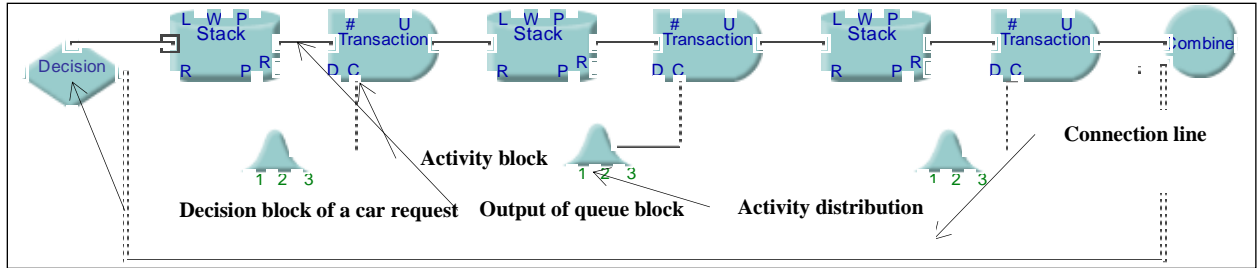 L W P
Stack
R P R
# U
Transaction
D C
L W P
Stack
R P R
# U
Transaction
D C
L W P
Stack
R P R
# U
Transaction
D C
Combine
Decision
1 2 3
1 2 3
1 2 3
Activity block
Connection line
Decision block of a car request
Output of queue block
Activity distribution